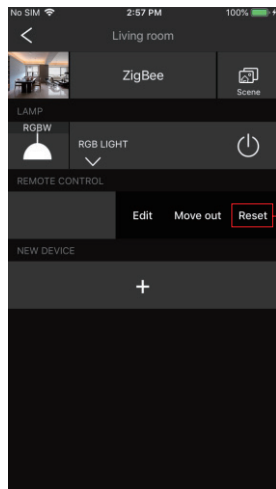 No SIM 2:57 PM 100%
Living room
ZigBee
Scene
LAMP
RGBW
RGB LIGHT
REMOTE CONTROL
Edit Move out Reset
NEW DEVICE
+